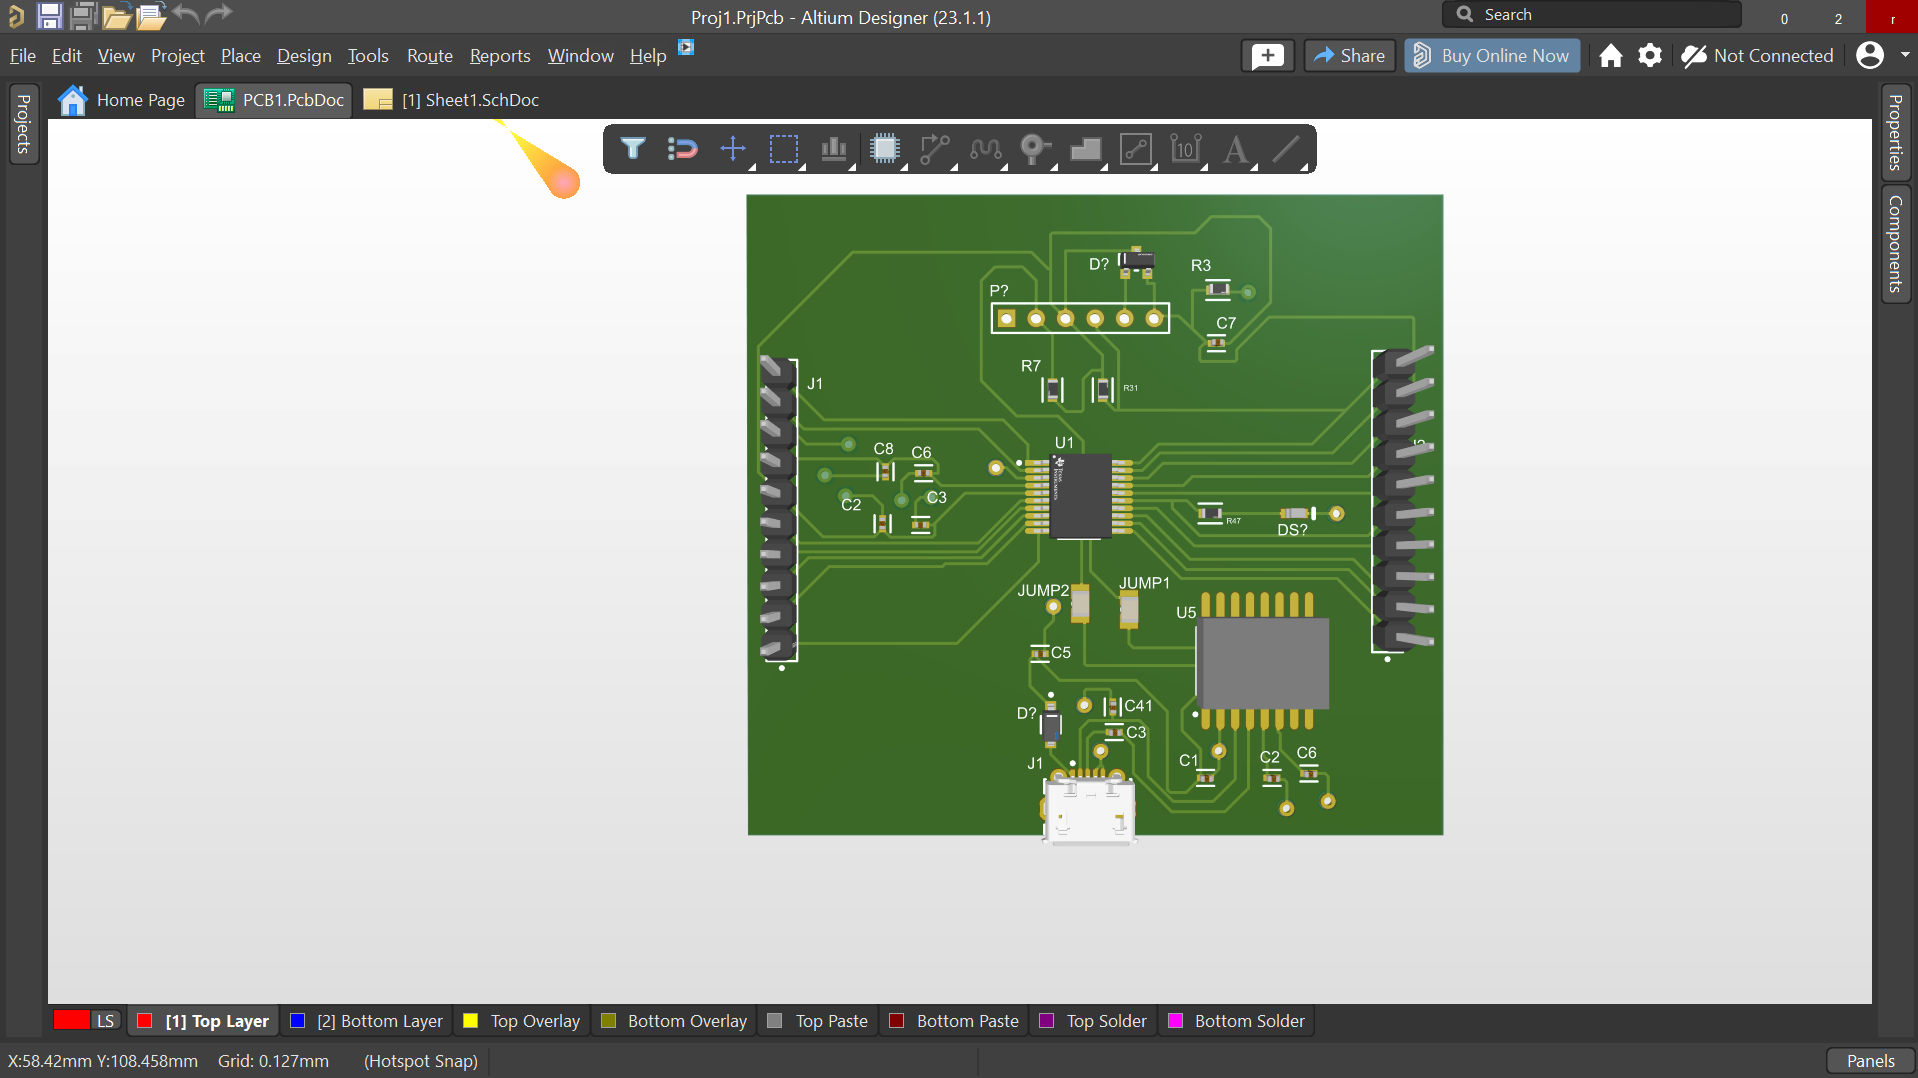 Proj1.PrjPcb - Altium Designer (23.1.1)
Search
0
2
r
File Edit View Project Place Design Tools Route Reports Window Help
Share
Buy Online Now
Not Connected
Projects
Home Page
PCB1.PcbDoc
[1] Sheet1.SchDoc
Properties
Components
10
A
D?
R3
P?
C7
R7
R31
J1
U1
C8
C6
C2
C3
TEXAS INSTRUMENTS
R47
DS?
JUMP2
JUMP1
U5
C5
D?
C41
C3
J1
C1
C2
C6
LS
[1] Top Layer
[2] Bottom Layer
Top Overlay
Bottom Overlay
Top Paste
Bottom Paste
Top Solder
Bottom Solder
X:58.42mm Y:108.458mm Grid: 0.127mm (Hotspot Snap)
Panels